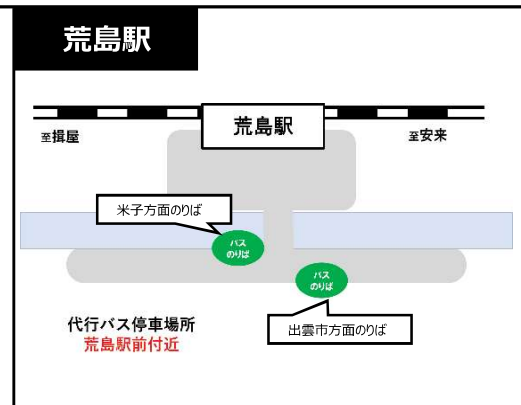 荒島駅
荒島駅
至揖屋
至安来
米子方面のりば
バス
のりば
バス
のりば
出雲市方面のりば
代行バス停車場所
荒島駅前付近